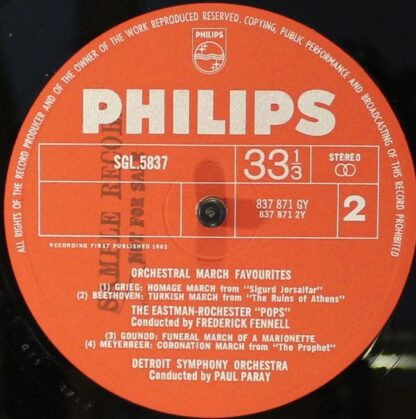 ALL RIGHTS OF THE RECORD PRODUCER AND OF THE OWNER OF THE WORK REPRODUCED RESERVED. COPYING, PUBLIC PERFORMANCE AND BROADCASTING OF THIS RECORD PROHIBITED
PHILIPS
PHILIPS
SGL.5837
33 1/3
STEREO
837 871 GY
837 871 2Y
2
SAMPLE RECORD
NOT FOR SALE
RECORDING FIRST PUBLISHED 1962
ORCHESTRAL MARCH FAVOURITES
(1) GRIEG: HOMAGE MARCH from "Sigurd Jorsalfar"
(2) BEETHOVEN: TURKISH MARCH from "The Ruins of Athens"
THE EASTMAN-ROCHESTER "POPS"
Conducted by FREDERICK FENNELL
(3) GOUNOD: FUNERAL MARCH OF A MARIONETTE
(4) MEYERBEER: CORONATION MARCH from "The Prophet"
DETROIT SYMPHONY ORCHESTRA
Conducted by PAUL PARAY